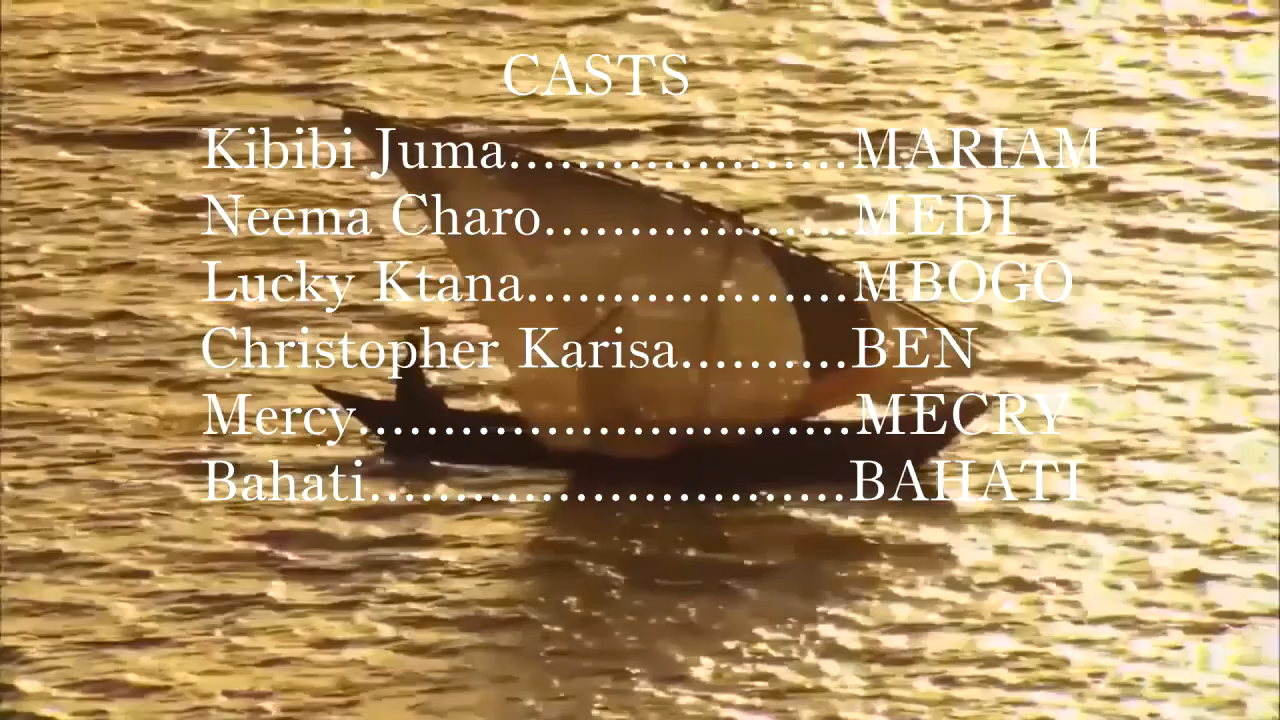 CASTS
Kibibi Juma....................MARIAM
Neema Charo..................MEDI
Lucky Ktana...................MBOGO
Christopher Karisa..........BEN
Mercy.............................MECRY
Bahati............................BAHATI